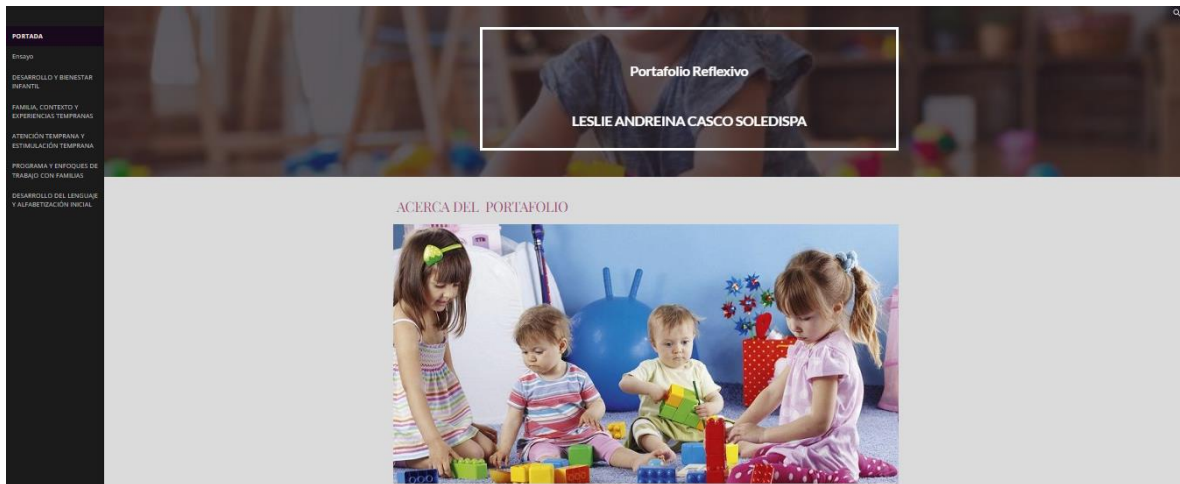 PORTADA
Ensayo
DESARROLLO Y BIENESTAR
INFANTIL
FAMILIA, CONTEXTO Y
EXPERIENCIAS TEMPRANAS
ATENCIÓN TEMPRANA Y
ESTIMULACIÓN TEMPRANA
PROGRAMA Y ENFOQUES DE
TRABAJO CON FAMILIAS
DESARROLLO DEL LENGUAJE
Y ALFABETIZACIÓN INICIAL
Portafolio Reflexivo
LESLIE ANDREINA CASCO SOLEDISPA
ACERCA DEL PORTAFOLIO